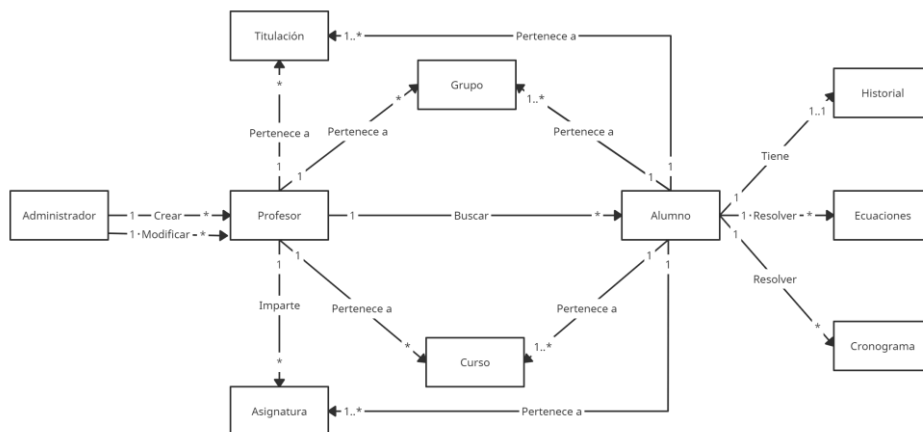 Titulación
1..*
Pertenece a
*
Grupo
*
1..*
Historial
1..1
Pertenece a
Pertenece a
Pertenece a
Tiene
1
1
1
1
1
Administrador
1
Crear
*
Profesor
1
Buscar
*
Alumno
1
Resolver
*
Ecuaciones
1
Modificar
*
1
1
1
1
1
Imparte
Pertenece a
Pertenece a
Resolver
*
*
1..*
*
Curso
Cronograma
Asignatura
1..*
Pertenece a